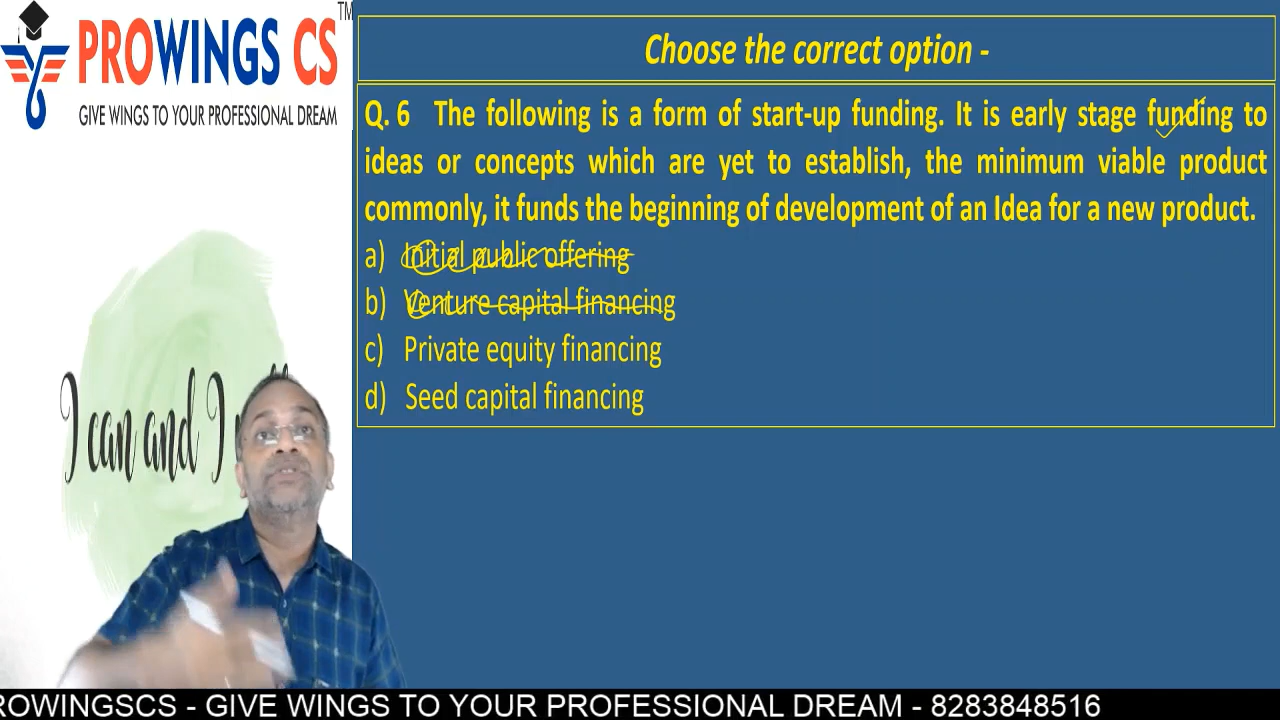 TM
PROWINGS CS
GIVE WINGS TO YOUR PROFESSIONAL DREAM
Choose the correct option -
Q. 6 The following is a form of start-up funding. It is early stage funding to
ideas or concepts which are yet to establish, the minimum viable product
commonly, it funds the beginning of development of an Idea for a new product.
a) Initial public offering
b) Venture capital financing
c) Private equity financing
d) Seed capital financing
I can and I
ROWINGSCS - GIVE WINGS TO YOUR PROFESSIONAL DREAM - 8283848516